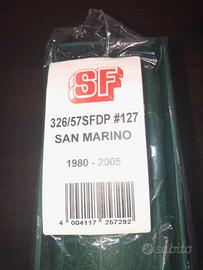 SF
326/57SFDP #127
SAN MARINO
1980 - 2005
4 004117 257292
subito